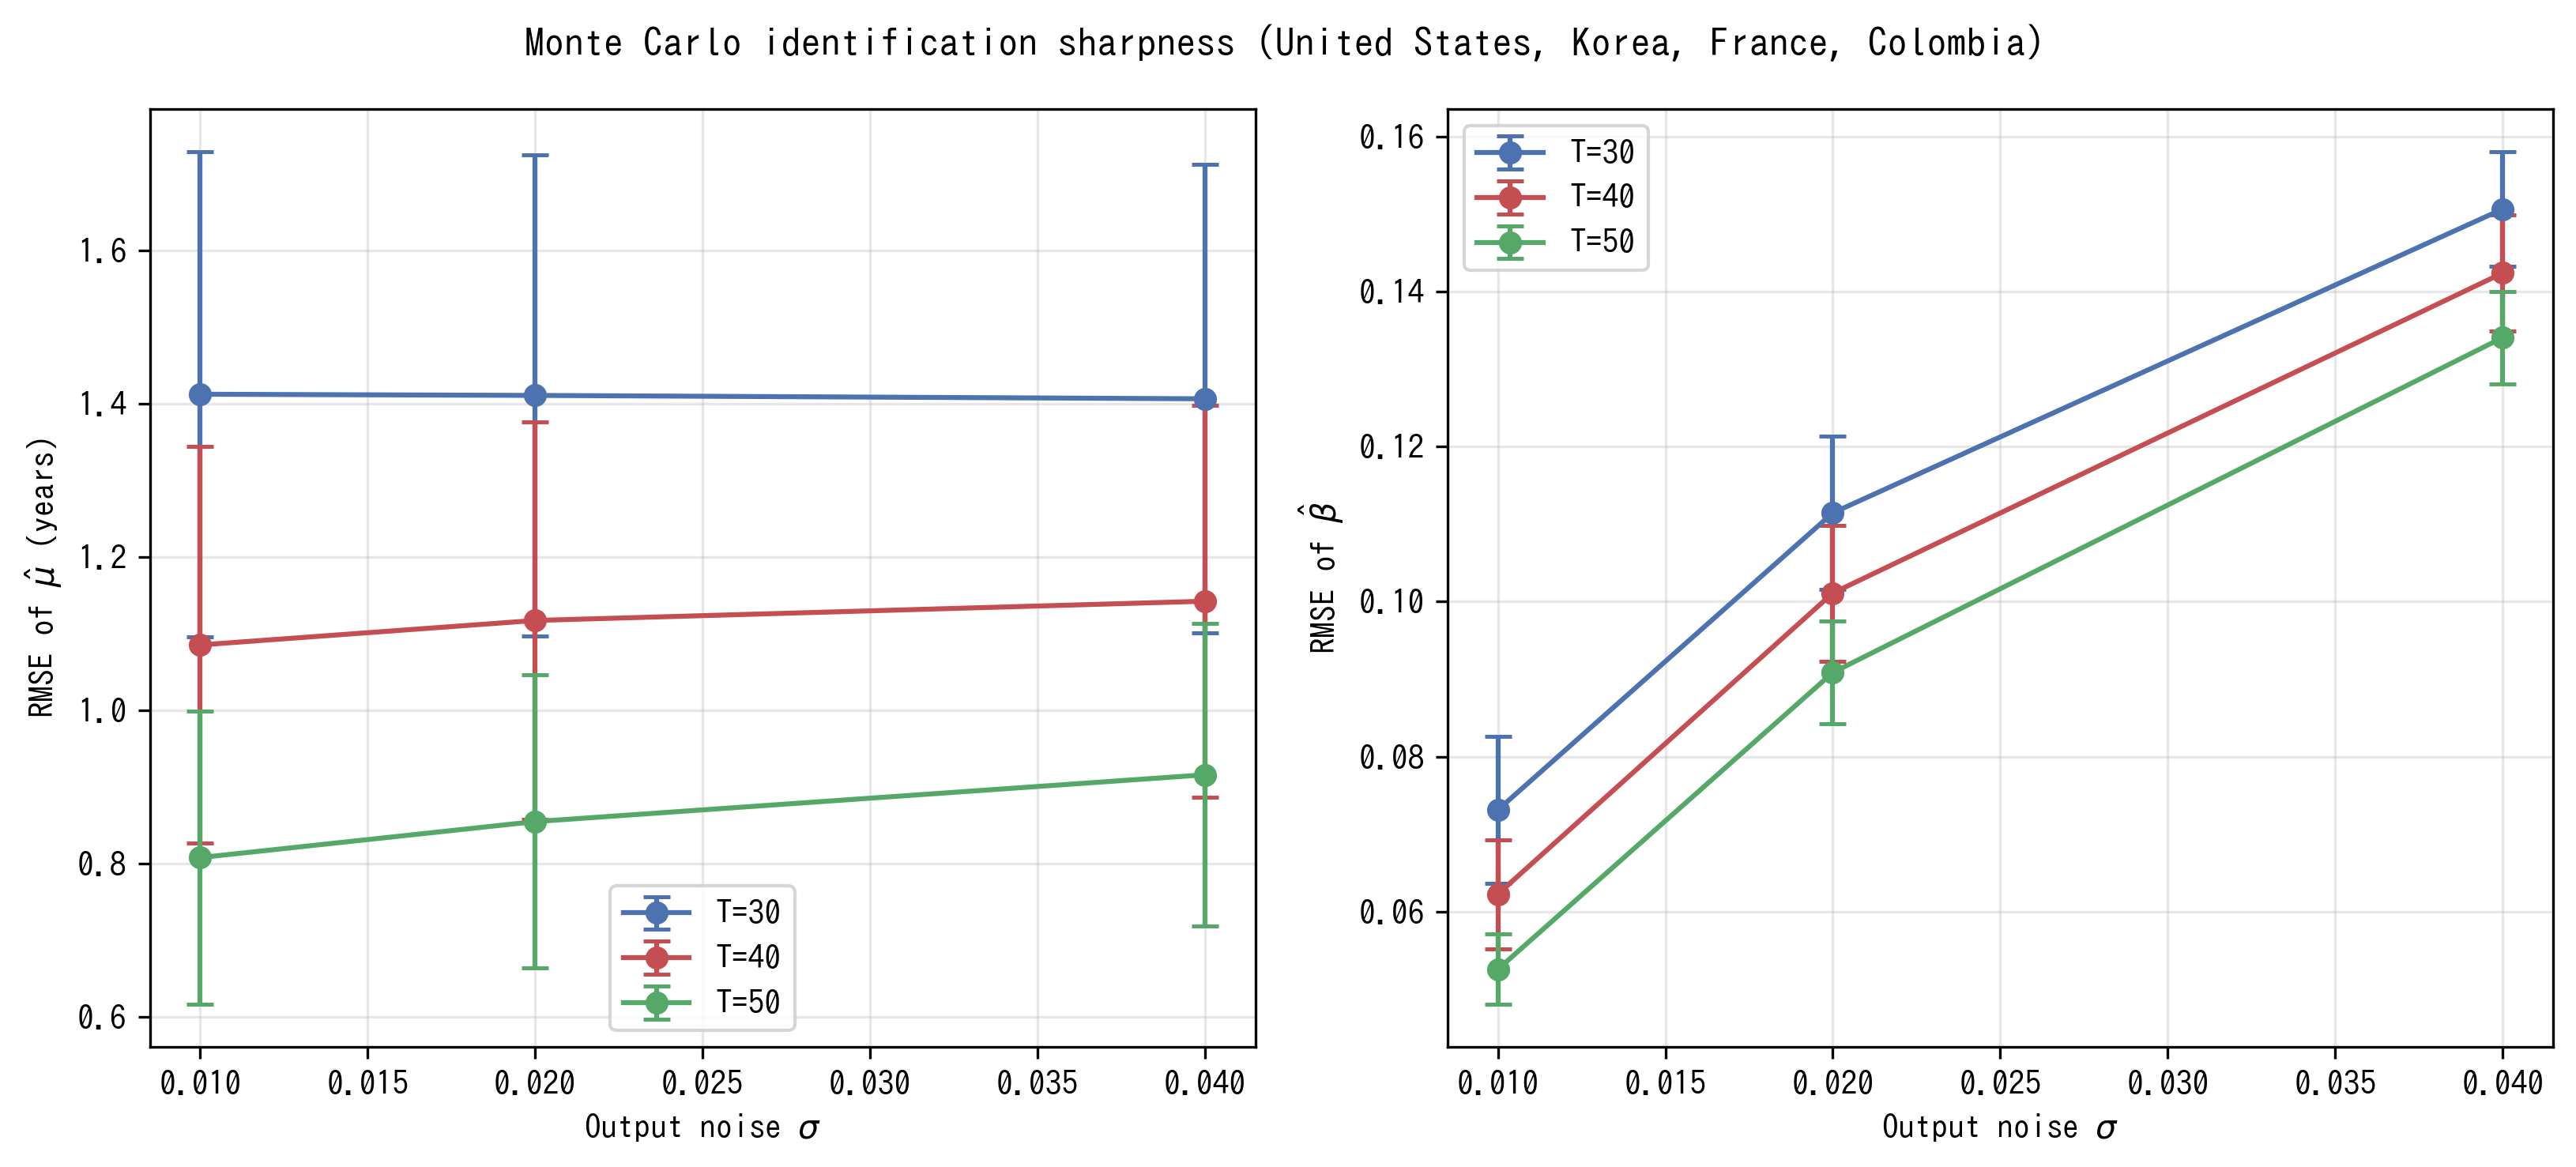 Monte Carlo identification sharpness (United States, Korea, France, Colombia)
RMSE of μ̂ (years)
1.6
1.4
1.2
1.0
0.8
0.6
T=30
T=40
T=50
0.010 0.015 0.020 0.025 0.030 0.035 0.040
Output noise σ
RMSE of β̂
0.16
0.14
0.12
0.10
0.08
0.06
T=30
T=40
T=50
0.010 0.015 0.020 0.025 0.030 0.035 0.040
Output noise σ